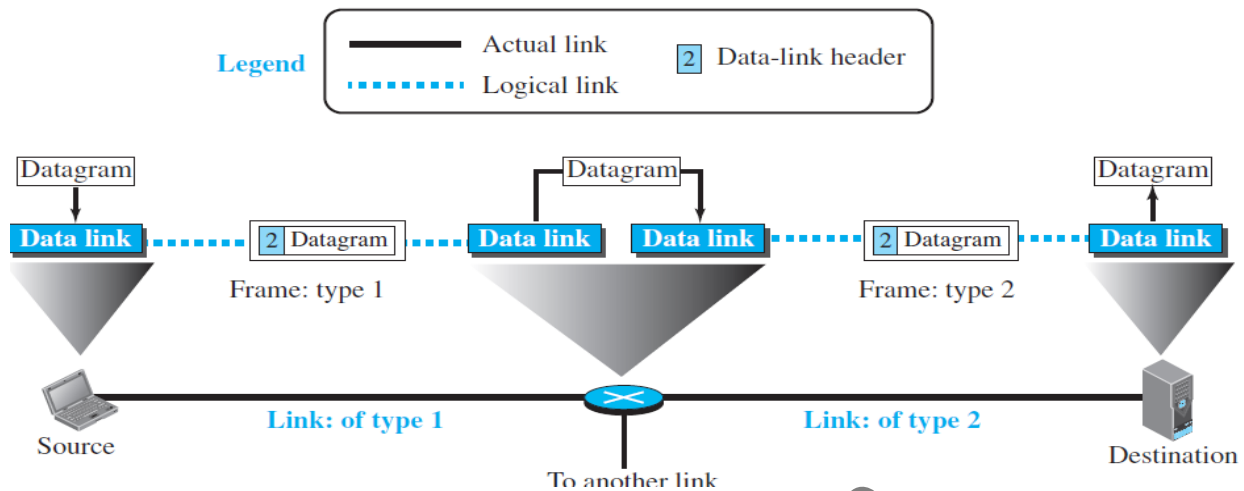 Legend
Actual link
Logical link
2 Data-link header
Datagram
Datagram
Datagram
Data link
2 Datagram
Data link
Data link
2 Datagram
Data link
Frame: type 1
Frame: type 2
Link: of type 1
Link: of type 2
Source
Destination
To another link